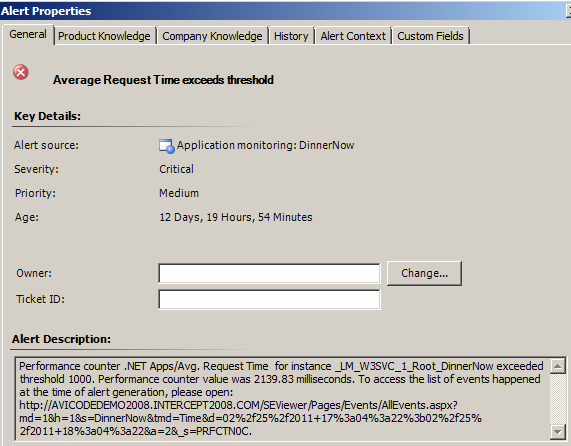 Alert Properties
General Product Knowledge Company Knowledge History Alert Context Custom Fields
Average Request Time exceeds threshold
Key Details:
Alert source: Application monitoring: DinnerNow
Severity: Critical
Priority: Medium
Age: 12 Days, 19 Hours, 54 Minutes
Owner: Change...
Ticket ID:
Alert Description:
Performance counter .NET Apps/Avg. Request Time for instance _LM_W3SVC_1_Root_DinnerNow exceeded
threshold 1000. Performance counter value was 2139.83 milliseconds. To access the list of events happened
at the time of alert generation, please open:
http://AVICODEDEMO2008.INTERCEPT2008.COM/SEViewer/Pages/Events/AllEvents.aspx?
md=1&h=1&s=DinnerNow&tmd=Time&d=02%2f25%2f2011+17%3a04%3a22%3b02%2f25%
2f2011+18%3a04%3a22&a=2&_s=PRFCTN0C.